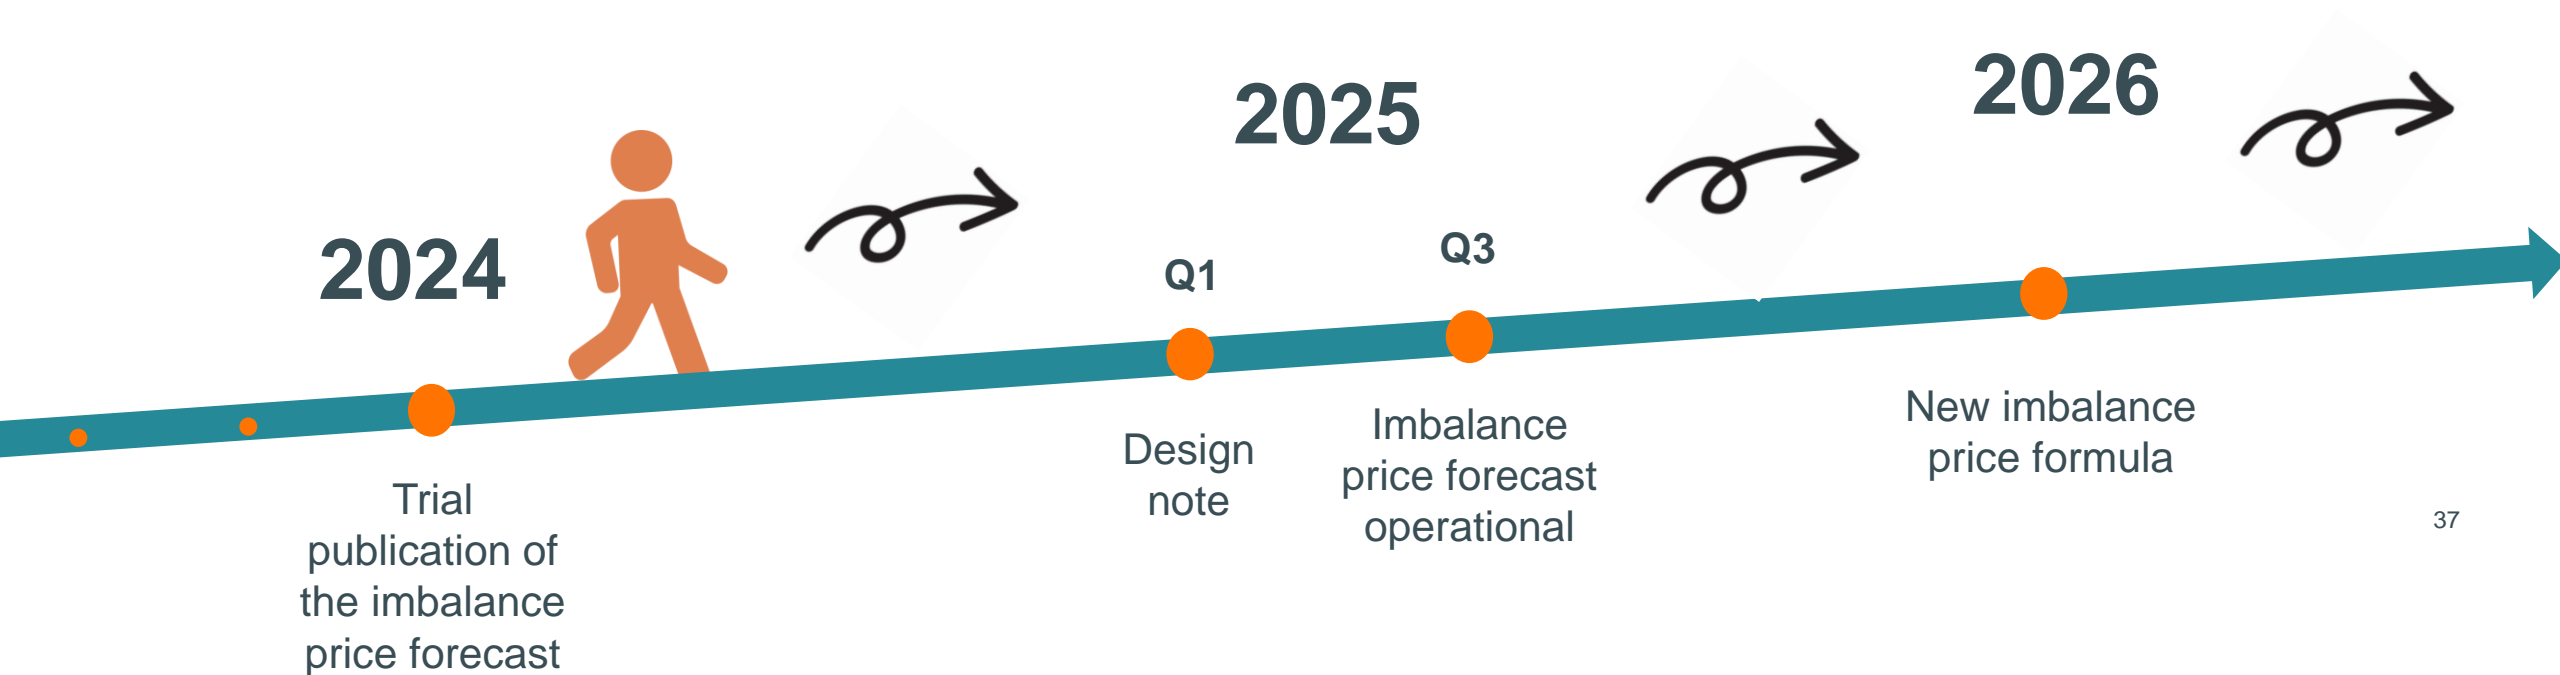 2024
2025
2026
Q1
Q3
Trial
publication of
the imbalance
price forecast
Design
note
Imbalance
price forecast
operational
New imbalance
price formula
37